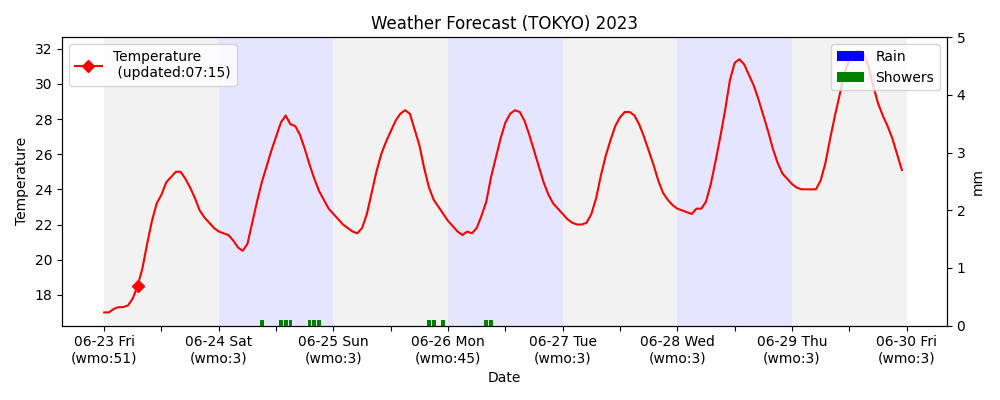 Weather Forecast (TOKYO) 2023
Temperature
(updated:07:15)
Rain
Showers
32
30
28
26
24
22
20
18
Temperature
5
4
3
2
1
0
mm
06-23 Fri 06-24 Sat 06-25 Sun 06-26 Mon 06-27 Tue 06-28 Wed 06-29 Thu 06-30 Fri
(wmo:51) (wmo:3) (wmo:3) (wmo:45) (wmo:3) (wmo:3) (wmo:3) (wmo:3)
Date